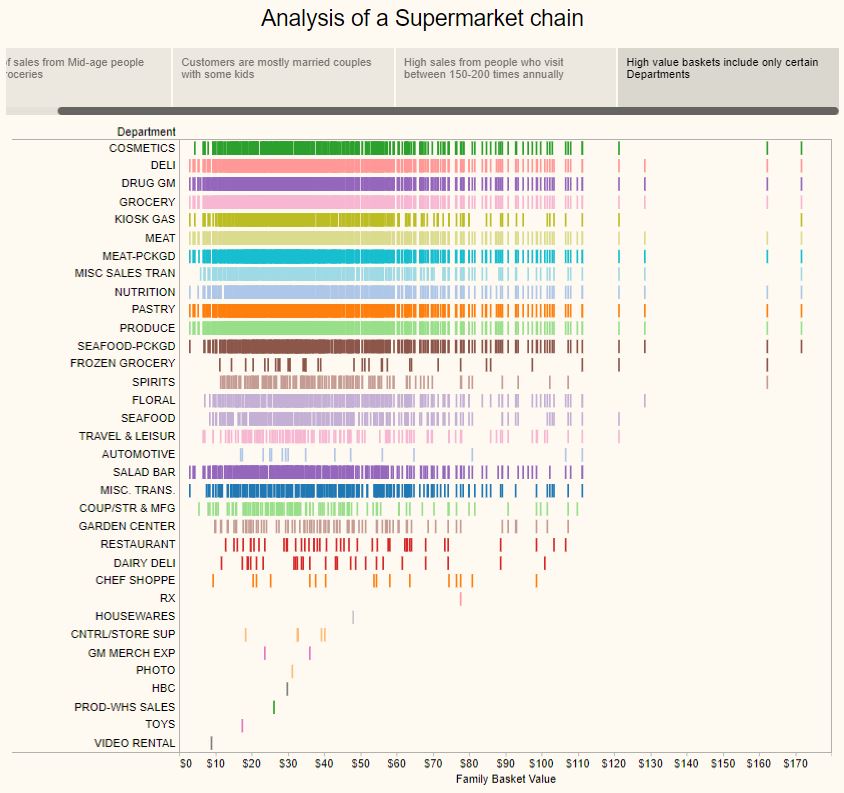 Analysis of a Supermarket chain
of sales from Mid-age people
Customers are mostly married couples
with some kids
High sales from people who visit
between 150-200 times annually
High value baskets include only certain
Departments
Department
COSMETICS
DELI
DRUG GM
GROCERY
KIOSK GAS
MEAT
MEAT-PCKGD
MISC SALES TRAN
NUTRITION
PASTRY
PRODUCE
SEAFOOD-PCKGD
FROZEN GROCERY
SPIRITS
FLORAL
SEAFOOD
TRAVEL & LEISUR
AUTOMOTIVE
SALAD BAR
MISC. TRANS.
COUP/STR & MFG
GARDEN CENTER
RESTAURANT
DAIRY DELI
CHEF SHOPPE
RX
HOUSEWARES
CNTRL/STORE SUP
GM MERCH EXP
PHOTO
HBC
PROD-WHS SALES
TOYS
VIDEO RENTAL
$0 $10 $20 $30 $40 $50 $60 $70 $80 $90 $100 $110 $120 $130 $140 $150 $160 $170
Family Basket Value